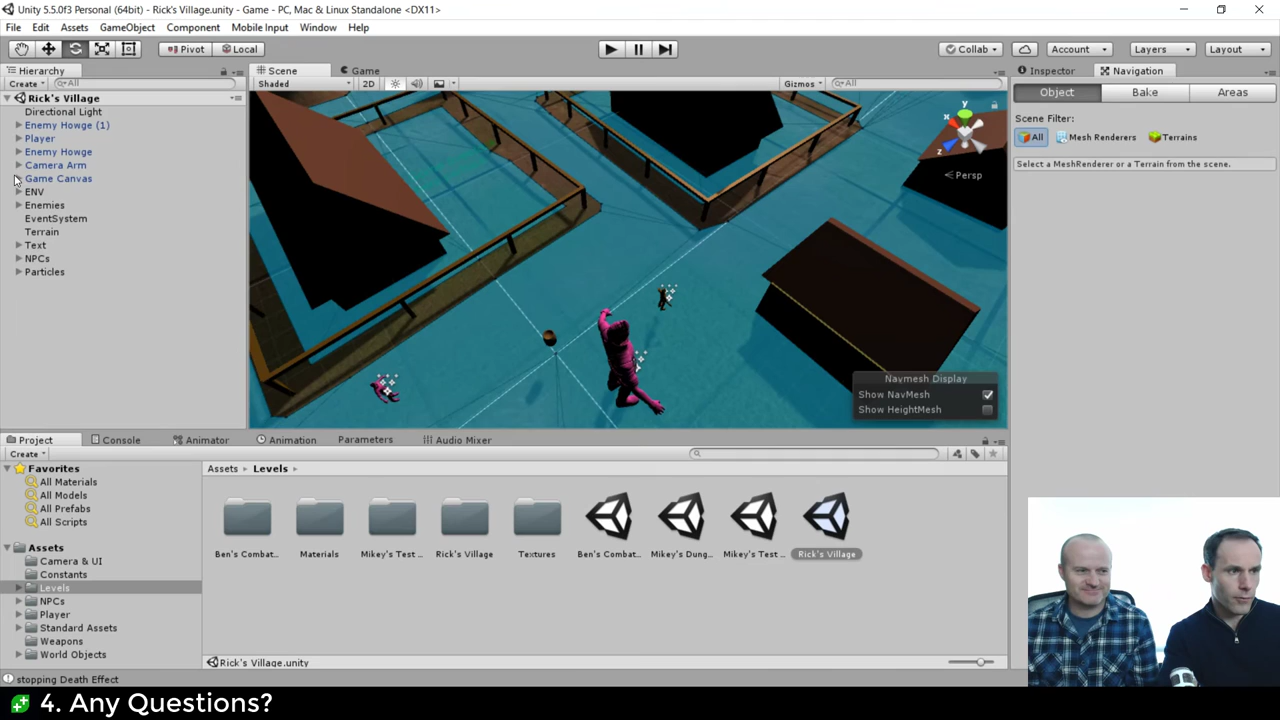 Unity 5.5.0f3 Personal (64bit) - Rick's Village.unity - Game - PC, Mac & Linux Standalone <DX11>
File Edit Assets GameObject Component Mobile Input Window Help
Pivot Local Collab Account Layers Layout
Hierarchy Scene Game Inspector Navigation
Create All Shaded 2D Gizmos All
Object Bake Areas
Rick's Village
Directional Light
Enemy Howge (1)
Player
Enemy Howge
Camera Arm
Game Canvas
ENV
Enemies
EventSystem
Terrain
Text
NPCs
Particles
y
x
z
Persp
Scene Filter:
All Mesh Renderers Terrains
Select a MeshRenderer or a Terrain from the scene.
Navmesh Display
Show NavMesh
Show HeightMesh
Project Console Animator Animation Parameters Audio Mixer
Create
Favorites
All Materials
All Models
All Prefabs
All Scripts
Assets
Camera & UI
Constants
Levels
NPCs
Player
Standard Assets
Weapons
World Objects
Assets Levels
Ben's Combat... Materials Mikey's Test ... Rick's Village Textures Ben's Combat... Mikey's Dung... Mikey's Test ... Rick's Village
Rick's Village.unity
stopping Death Effect
4. Any Questions?